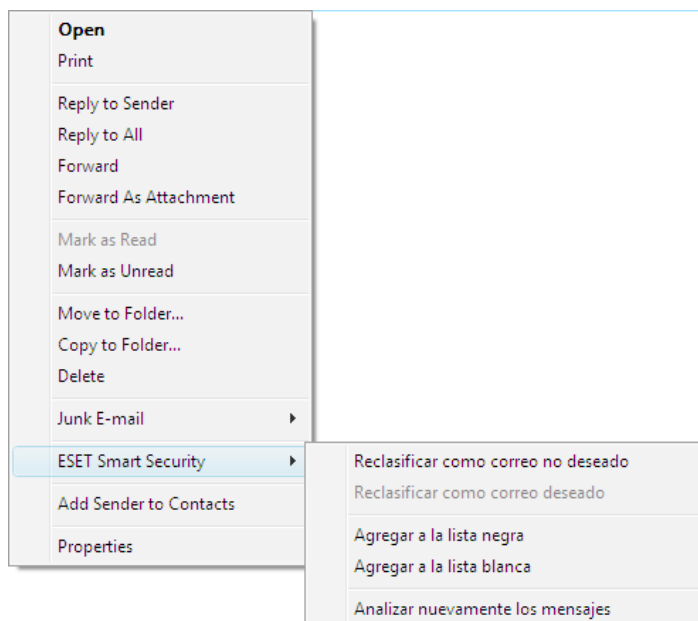 Open
Print
Reply to Sender
Reply to All
Forward
Forward As Attachment
Mark as Read
Mark as Unread
Move to Folder...
Copy to Folder...
Delete
Junk E-mail
ESET Smart Security
Add Sender to Contacts
Properties
Reclasificar como correo no deseado
Reclasificar como correo deseado
Agregar a la lista negra
Agregar a la lista blanca
Analizar nuevamente los mensajes